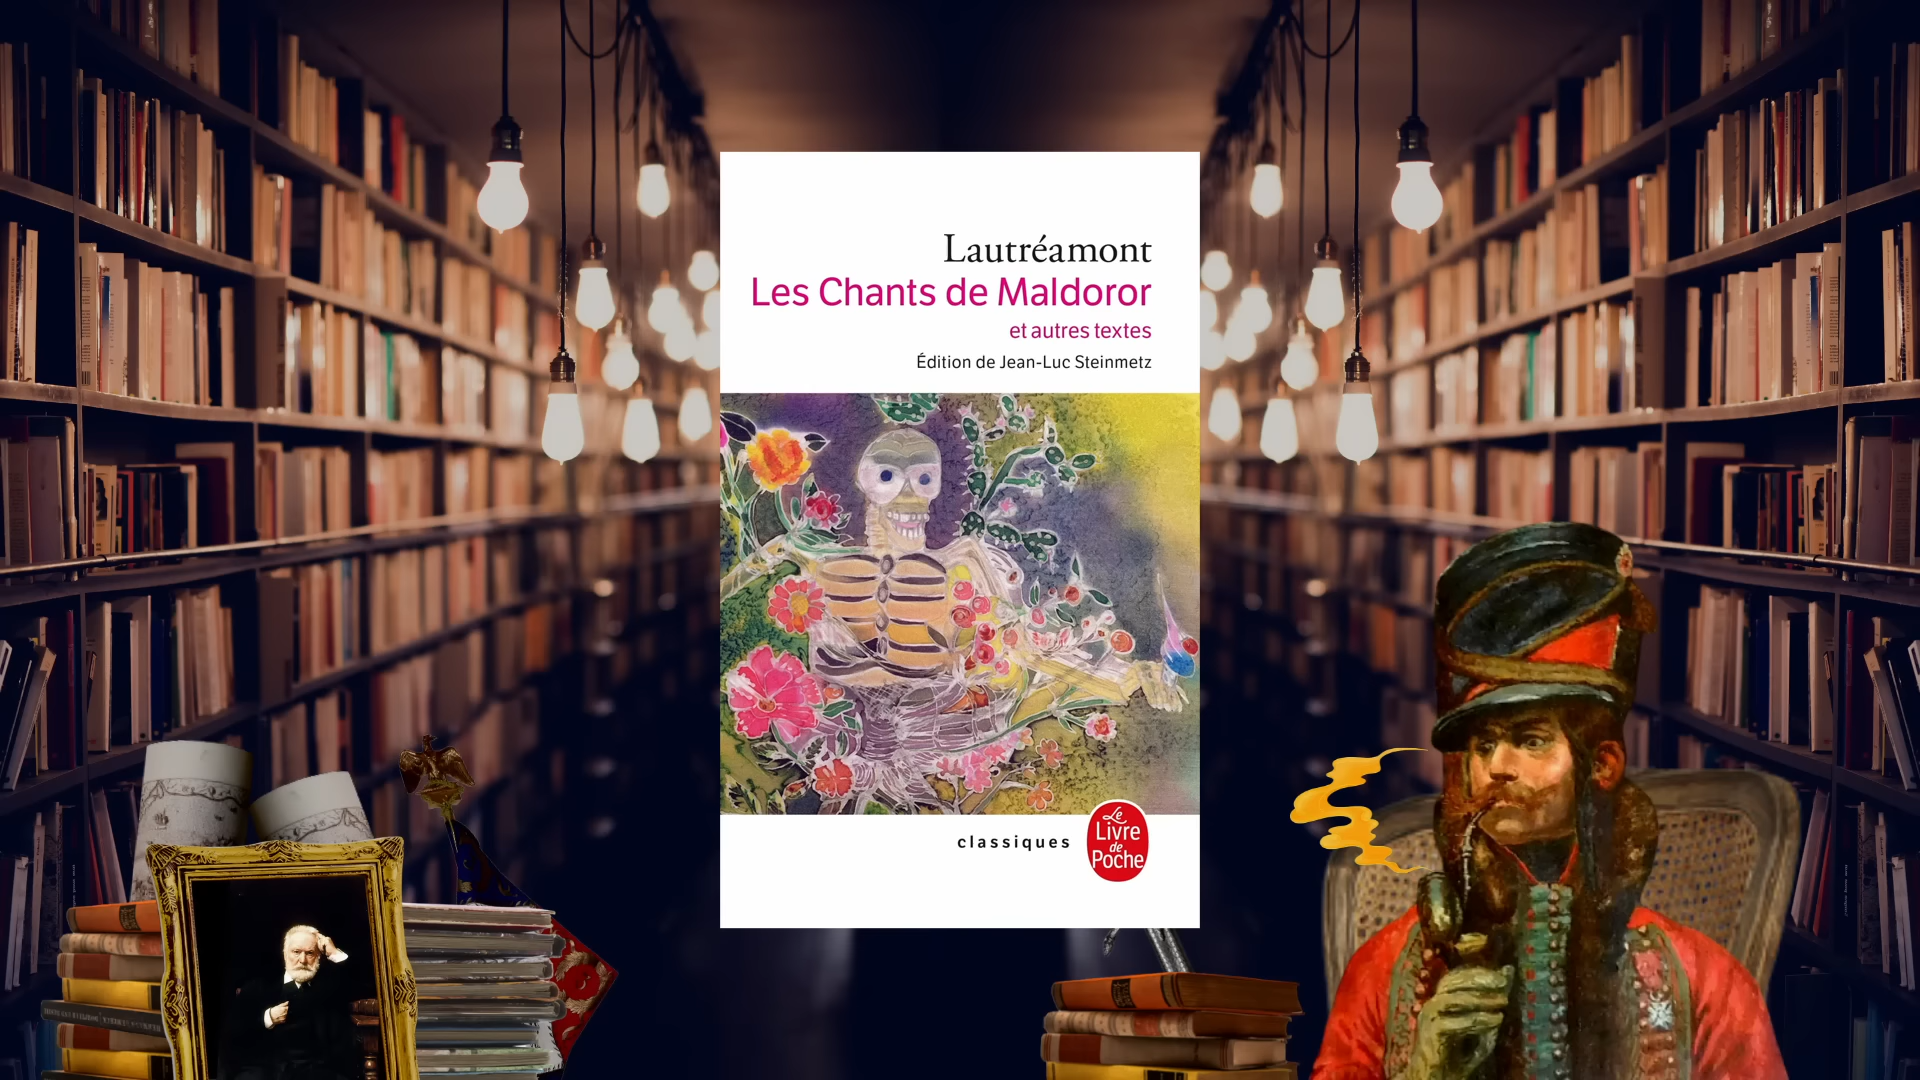 Lautréamont
Les Chants de Maldoror
et autres textes
Édition de Jean-Luc Steinmetz
classiques
Le
Livre
de
Poche